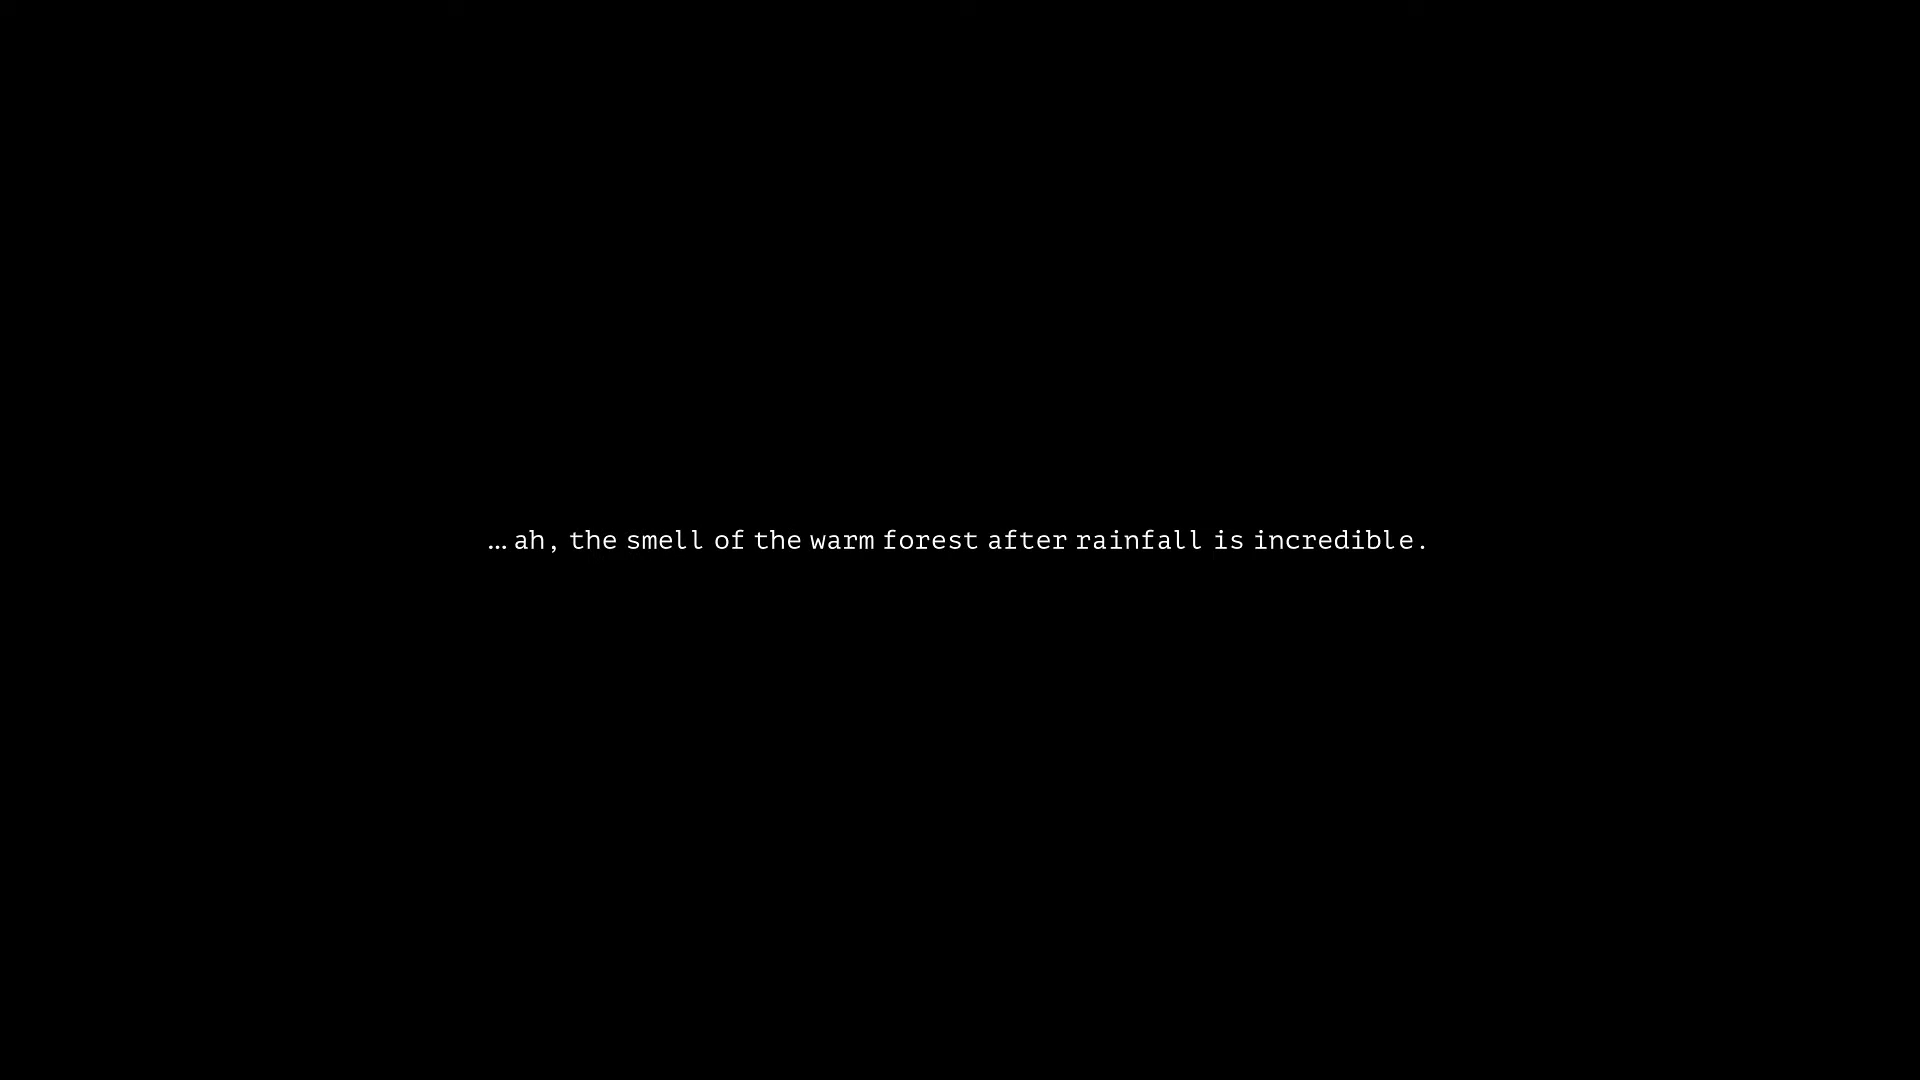 … ah, the smell of the warm forest after rainfall is incredible.